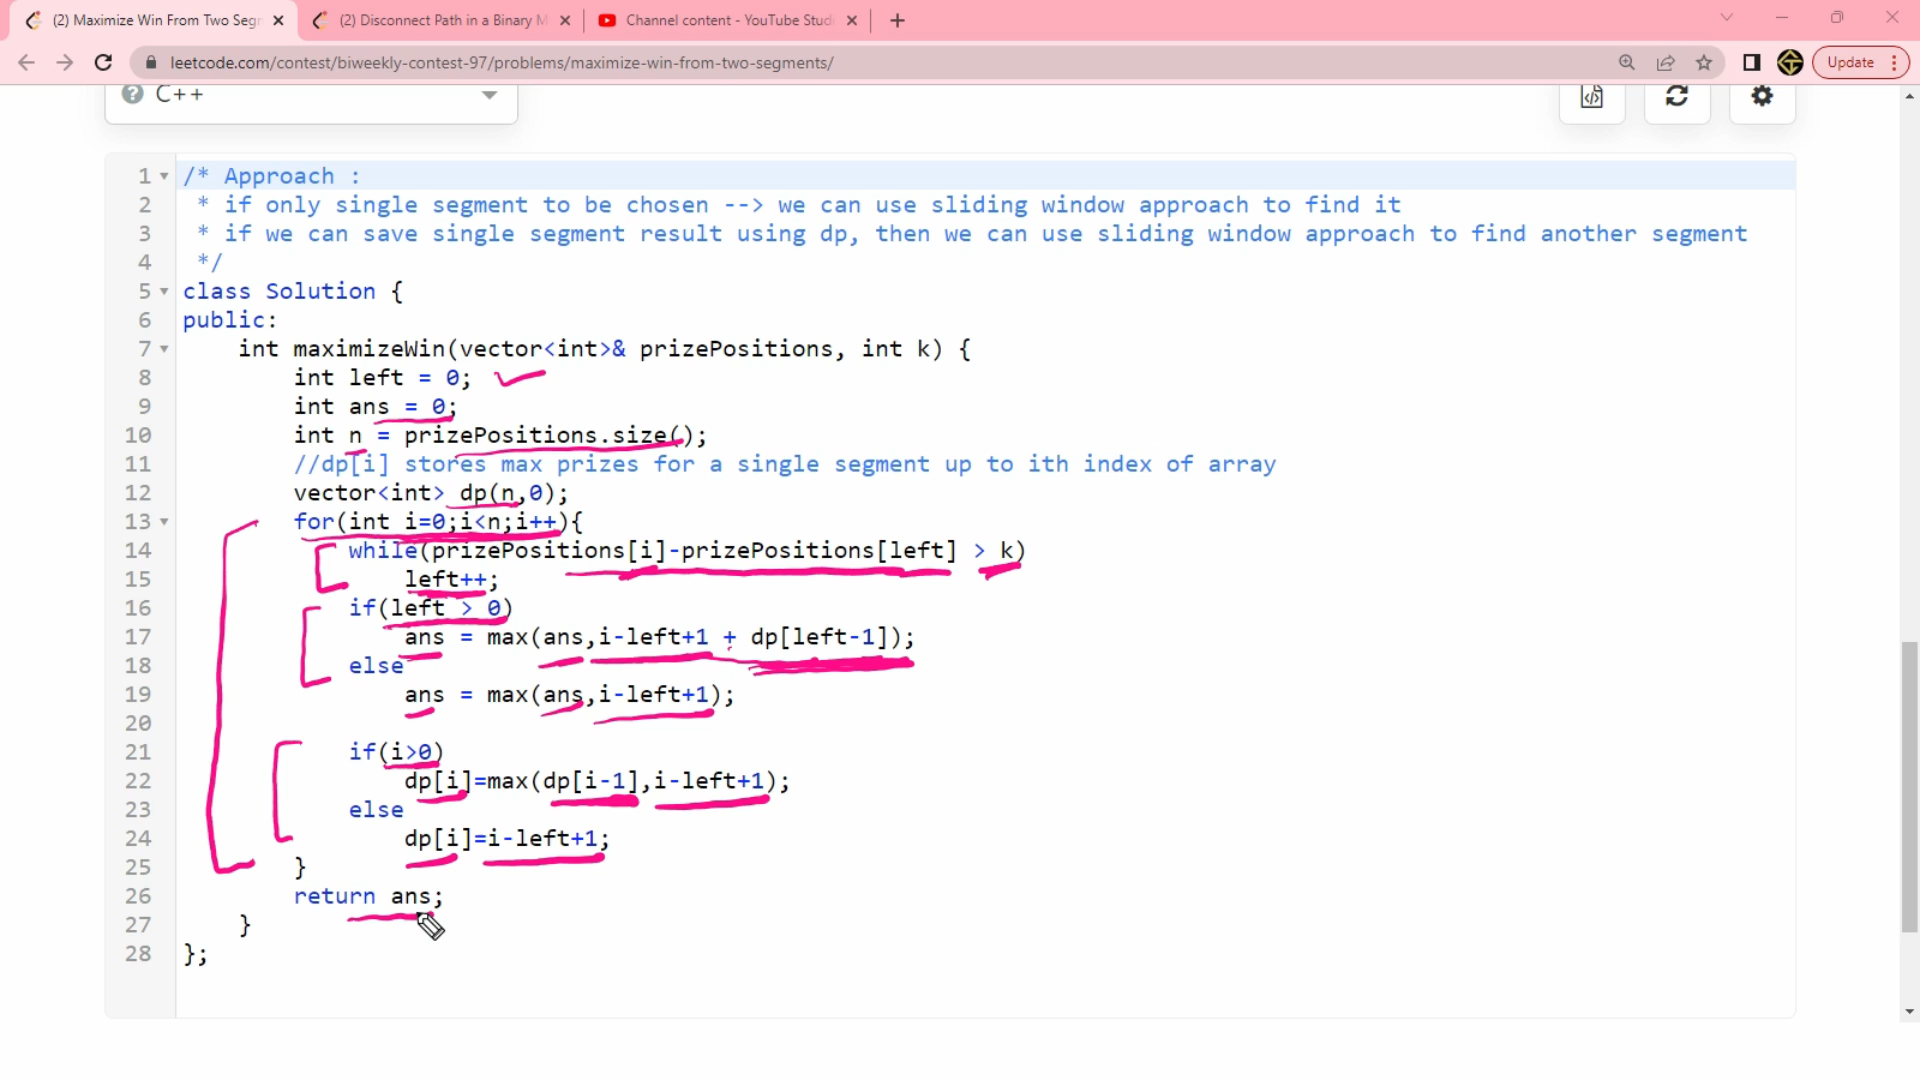 (2) Maximize Win From Two Segr
(2) Disconnect Path in a Binary M
Channel content - YouTube Studi
leetcode.com/contest/biweekly-contest-97/problems/maximize-win-from-two-segments/
Update
C++
1 /* Approach :
2 * if only single segment to be chosen --> we can use sliding window approach to find it
3 * if we can save single segment result using dp, then we can use sliding window approach to find another segment
4 */
5 class Solution {
6 public:
7 int maximizeWin(vector<int>& prizePositions, int k) {
8 int left = 0;
9 int ans = 0;
10 int n = prizePositions.size();
11 //dp[i] stores max prizes for a single segment up to ith index of array
12 vector<int> dp(n,0);
13 for(int i=0;i<n;i++){
14 while(prizePositions[i]-prizePositions[left] > k)
15 left++;
16 if(left > 0)
17 ans = max(ans,i-left+1 + dp[left-1]);
18 else
19 ans = max(ans,i-left+1);
20
21 if(i>0)
22 dp[i]=max(dp[i-1],i-left+1);
23 else
24 dp[i]=i-left+1;
25 }
26 return ans;
27 }
28 };